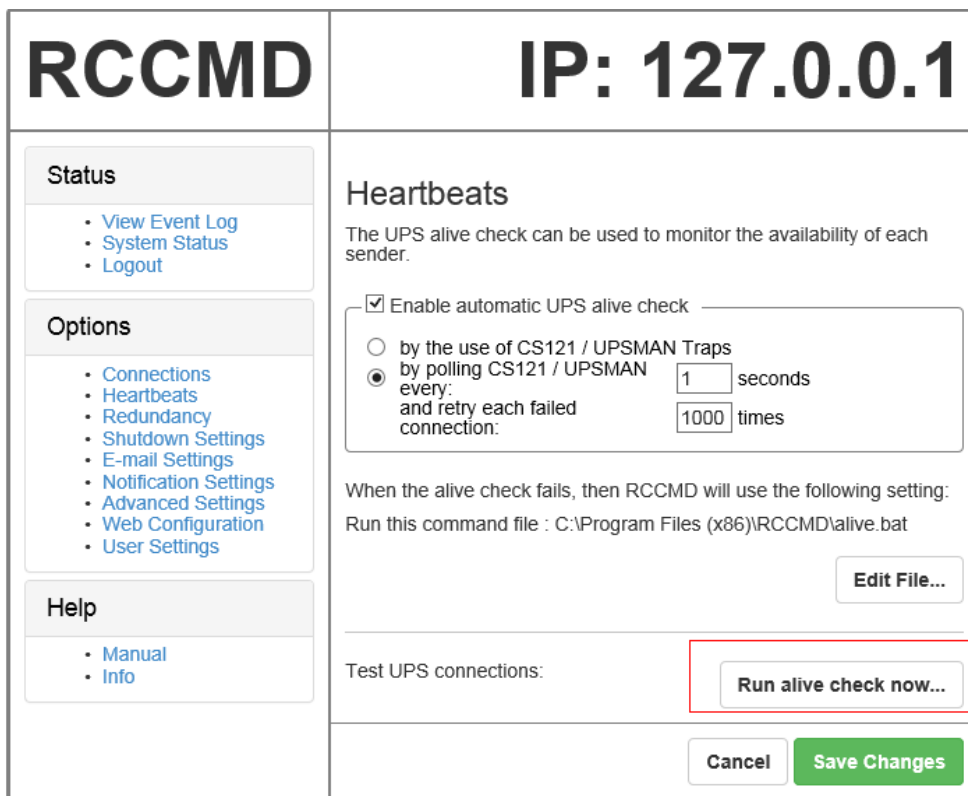 RCCMD
IP: 127.0.0.1
Status
View Event Log
System Status
Logout
Options
Connections
Heartbeats
Redundancy
Shutdown Settings
E-mail Settings
Notification Settings
Advanced Settings
Web Configuration
User Settings
Help
Manual
Info
Heartbeats
The UPS alive check can be used to monitor the availability of each
sender.
Enable automatic UPS alive check
by the use of CS121 / UPSMAN Traps
by polling CS121 / UPSMAN
every:
1 seconds
and retry each failed
connection:
1000 times
When the alive check fails, then RCCMD will use the following setting:
Run this command file : C:\Program Files (x86)\RCCMD\alive.bat
Edit File...
Test UPS connections:
Run alive check now...
Cancel
Save Changes